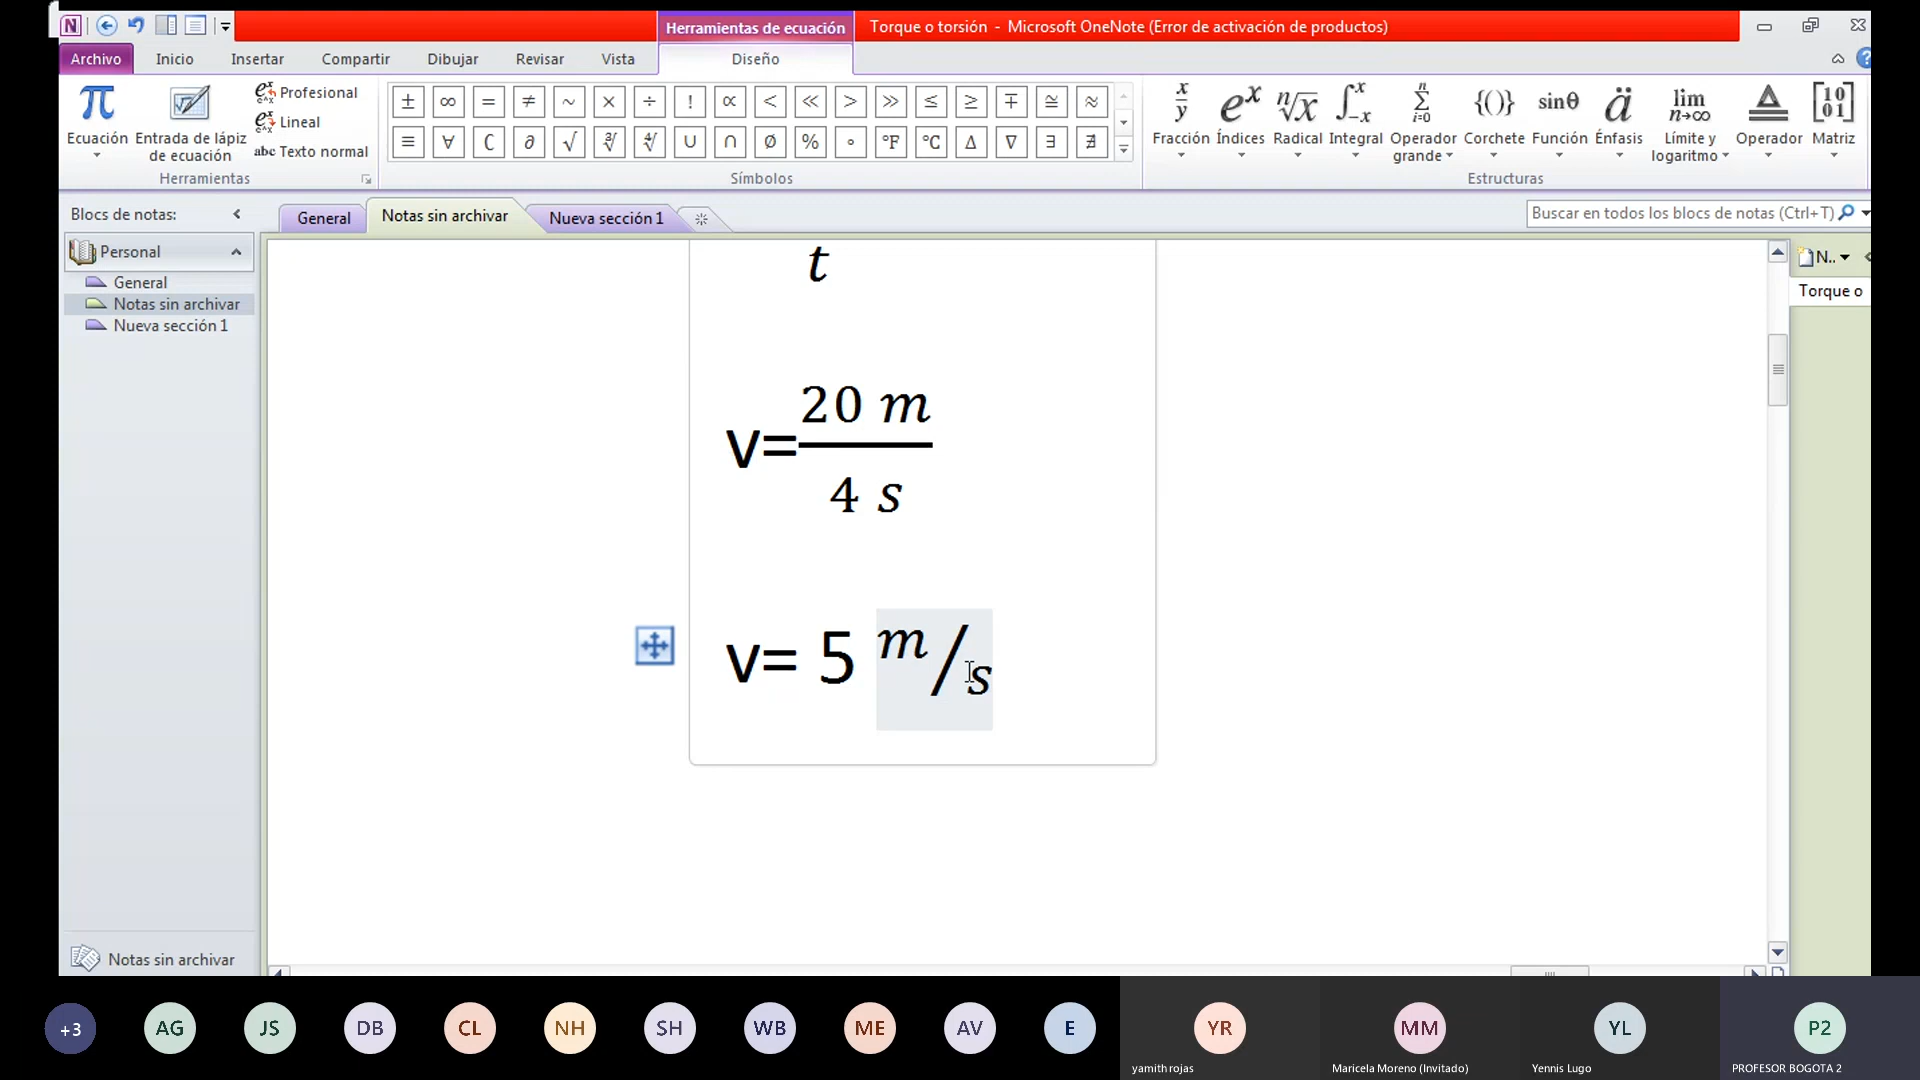 Herramientas de ecuación
Torque o torsión - Microsoft OneNote (Error de activación de productos)
Archivo
Inicio
Insertar
Compartir
Dibujar
Revisar
Vista
Diseño
π
Ecuación
Entrada de lápiz
de ecuación
Profesional
Lineal
abc Texto normal
Herramientas
± ∞ = ≠ ~ × ÷ ! ∝ < ≪ > ≫ ≤ ≥ ∓ ≅ ≈
≡ ∀ ∁ ∂ √ ∛ ∜ ∪ ∩ ∅ % ° °F °C ∆ ∇ ∃ ∄
Símbolos
Fracción
Índices
Radical
Integral
Operador
grande
Corchete
Función
Énfasis
Límite y
logaritmo
Operador
Matriz
Estructuras
Blocs de notas:
General
Notas sin archivar
Nueva sección 1
Buscar en todos los blocs de notas (Ctrl+T)
Personal
General
Notas sin archivar
Nueva sección 1
N..
Torque o
t
v=20 m/4 s
v= 5 m/s
Notas sin archivar
+3
AG
JS
DB
CL
NH
SH
WB
ME
AV
E
YR
MM
YL
P2
yamith rojas
Maricela Moreno (Invitado)
Yennis Lugo
PROFESOR BOGOTA 2